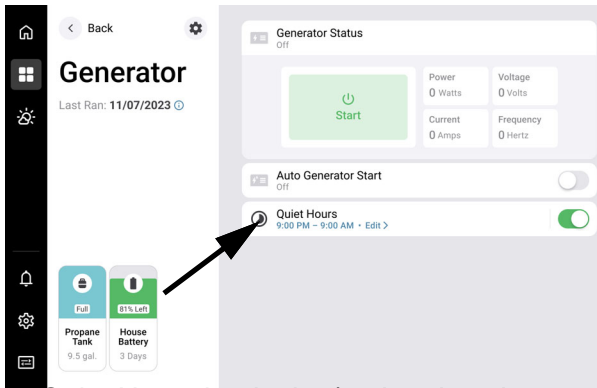 Back
Generator
Last Ran: 11/07/2023
Full
81% Left
Propane Tank
House Battery
9.5 gal.
3 Days
Generator Status
Off
Start
Power
0 Watts
Voltage
0 Volts
Current
0 Amps
Frequency
0 Hertz
Auto Generator Start
Off
Quiet Hours
9:00 PM – 9:00 AM • Edit >